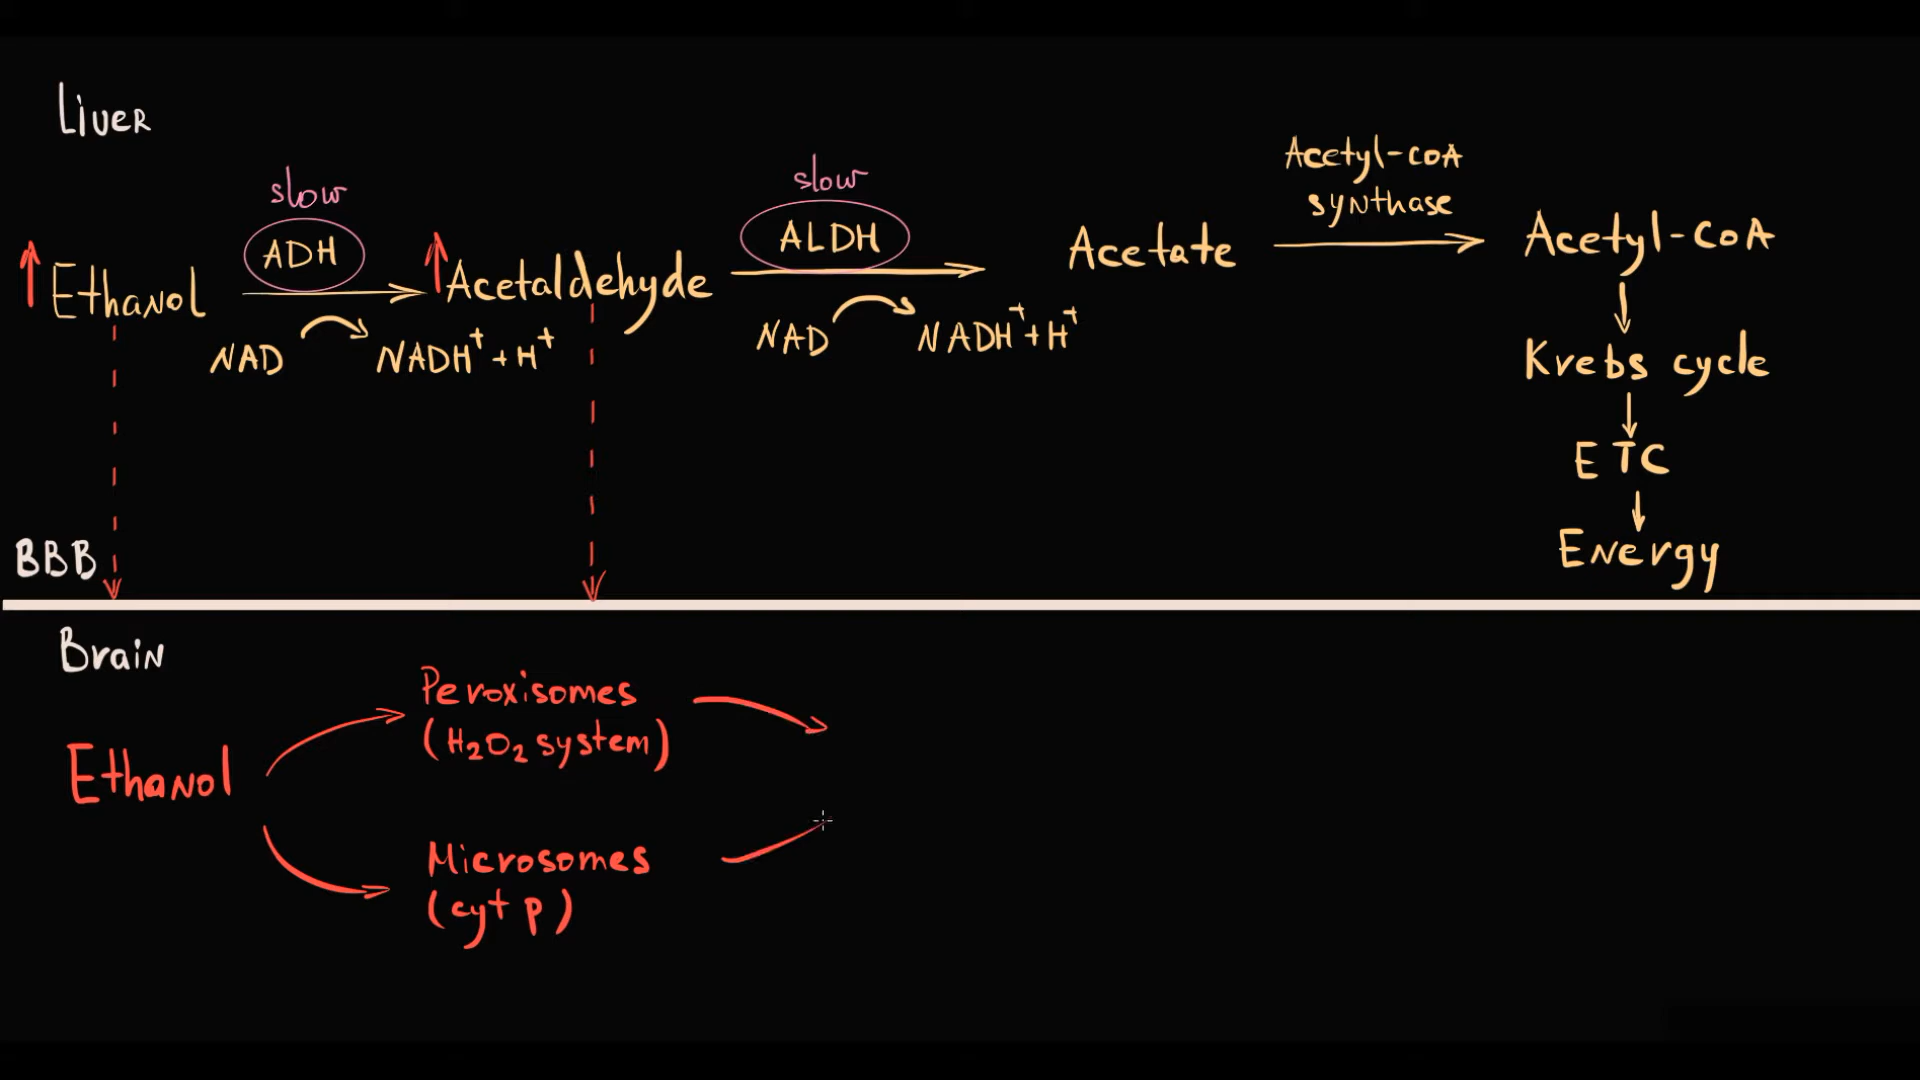 Liver
slow
ADH
Ethanol
NAD
NADH⁺ + H⁺
Acetaldehyde
slow
ALDH
NAD
NADH⁺ + H⁺
Acetate
Acetyl-coA
synthase
Acetyl-CoA
Krebs cycle
ETC
Energy
BBB
Brain
Ethanol
Peroxisomes
(H₂O₂ system)
Microsomes
(cyt p)